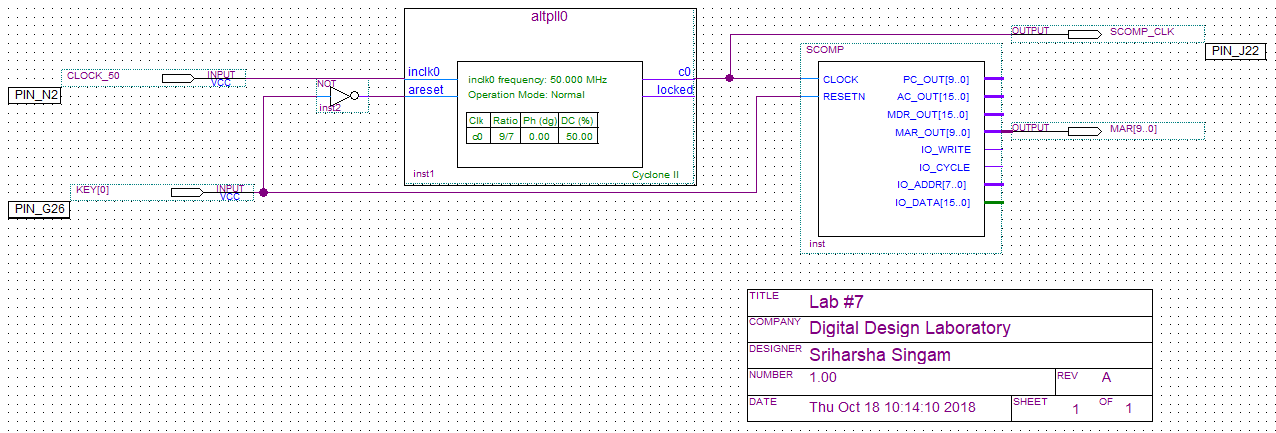 altpll0
OUTPUT SCOMP_CLK
PIN_J22
SCOMP
CLOCK_50 INPUT
VCC
PIN_N2
NOT
inst2
inclk0
areset
inclk0 frequency: 50.000 MHz
Operation Mode: Normal
Clk Ratio Ph (dg) DC (%)
c0 9/7 0.00 50.00
c0
locked
inst1
Cyclone II
CLOCK
RESETN
PC_OUT[9..0]
AC_OUT[15..0]
MDR_OUT[15..0]
MAR_OUT[9..0]
IO_WRITE
IO_CYCLE
IO_ADDR[7..0]
IO_DATA[15..0]
inst
OUTPUT MAR[9..0]
KEY[0] INPUT
VCC
PIN_G26
TITLE Lab #7
COMPANY Digital Design Laboratory
DESIGNER Sriharsha Singam
NUMBER 1.00 REV A
DATE Thu Oct 18 10:14:10 2018 SHEET 1 OF 1